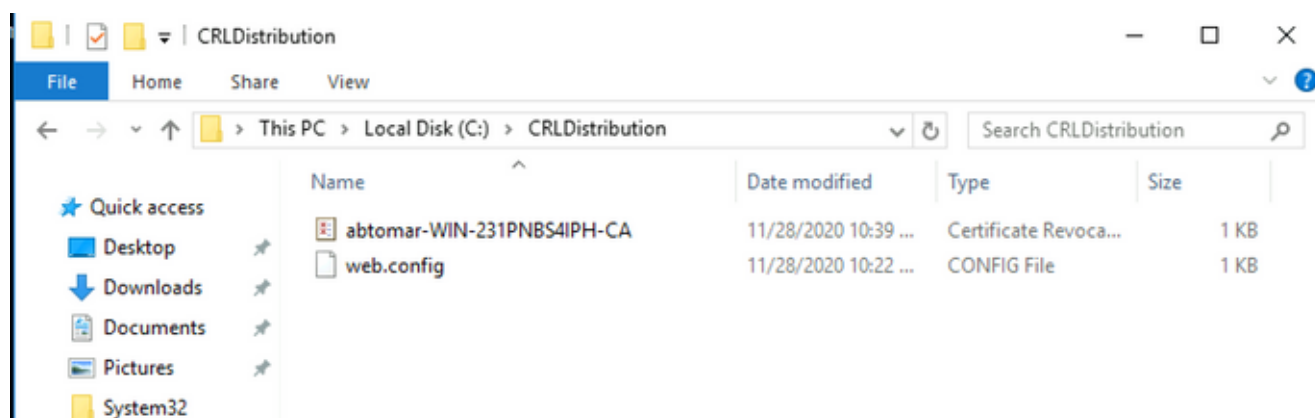 CRLDistribution
File Home Share View
This PC > Local Disk (C:) > CRLDistribution Search CRLDistribution
Name Date modified Type Size
Quick access
Desktop
Downloads
Documents
Pictures
System32
abtomar-WIN-231PNBS4IPH-CA 11/28/2020 10:39 ... Certificate Revoca... 1 KB
web.config 11/28/2020 10:22 ... CONFIG File 1 KB